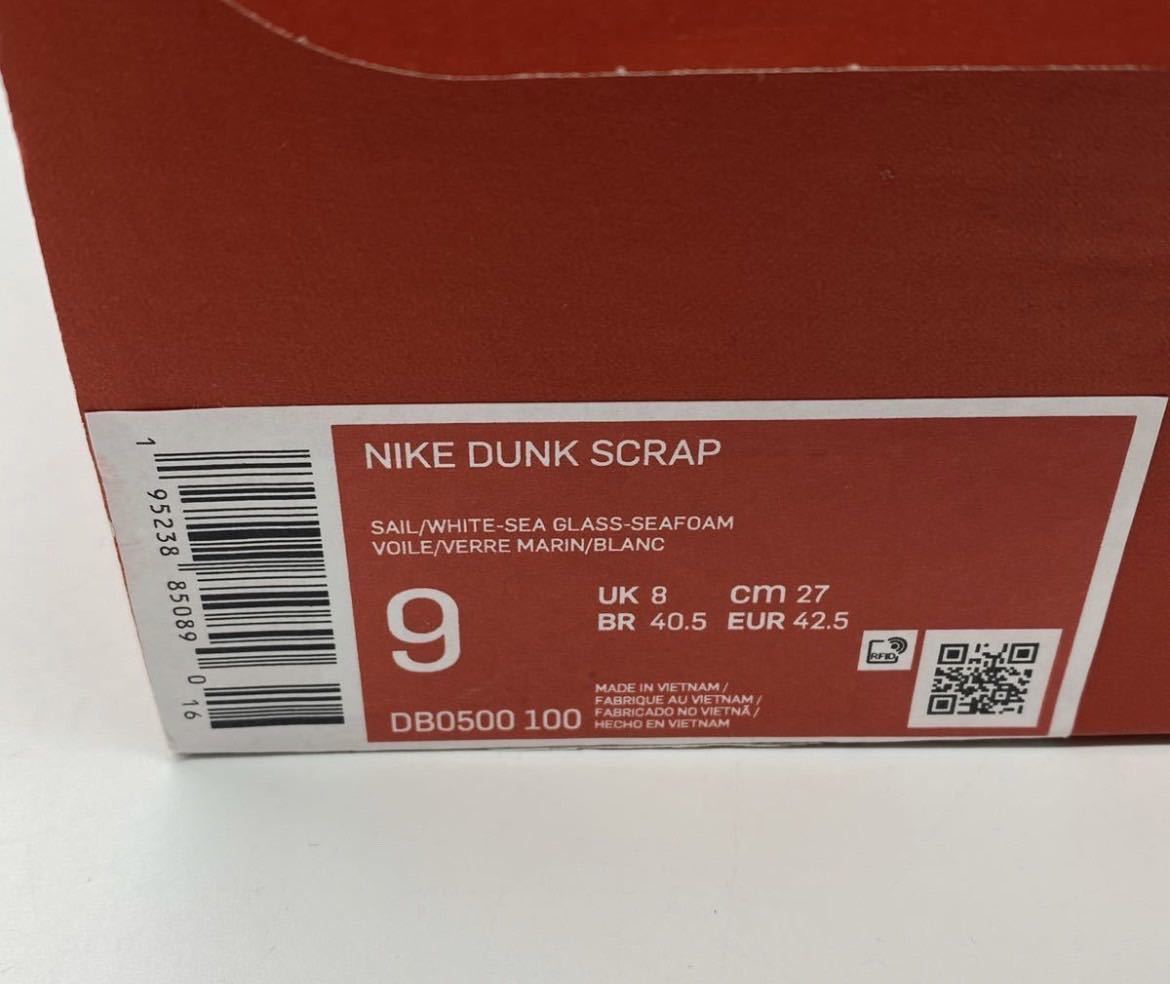 1 95238 85089 0 16
NIKE DUNK SCRAP
SAIL/WHITE-SEA GLASS-SEAFOAM
VOILE/VERRE MARIN/BLANC
9
UK 8 cm 27
BR 40.5 EUR 42.5
RFID
DB0500 100
MADE IN VIETNAM /
FABRIQUE AU VIETNAM /
FABRICADO NO VIETNÃ /
HECHO EN VIETNAM